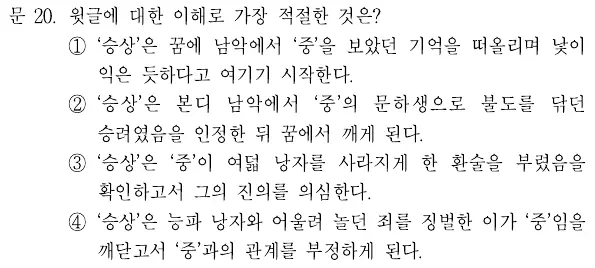 문 20. 윗글에 대한 이해로 가장 적절한 것은?
① ‘승상’은 꿈에 남악에서 ‘중’을 보았던 기억을 떠올리며 낯이
익은 듯하다고 여기기 시작한다.
② ‘승상’은 본디 남악에서 ‘중’의 문하생으로 불도를 닦던
승려였음을 인정한 뒤 꿈에서 깨게 된다.
③ ‘승상’은 ‘중’이 여덟 낭자를 사라지게 한 환술을 부렸음을
확인하고서 그의 진의를 의심한다.
④ ‘승상’은 능파 낭자와 어울려 놀던 죄를 징벌한 이가 ‘중’임을
깨닫고서 ‘중’과의 관계를 부정하게 된다.